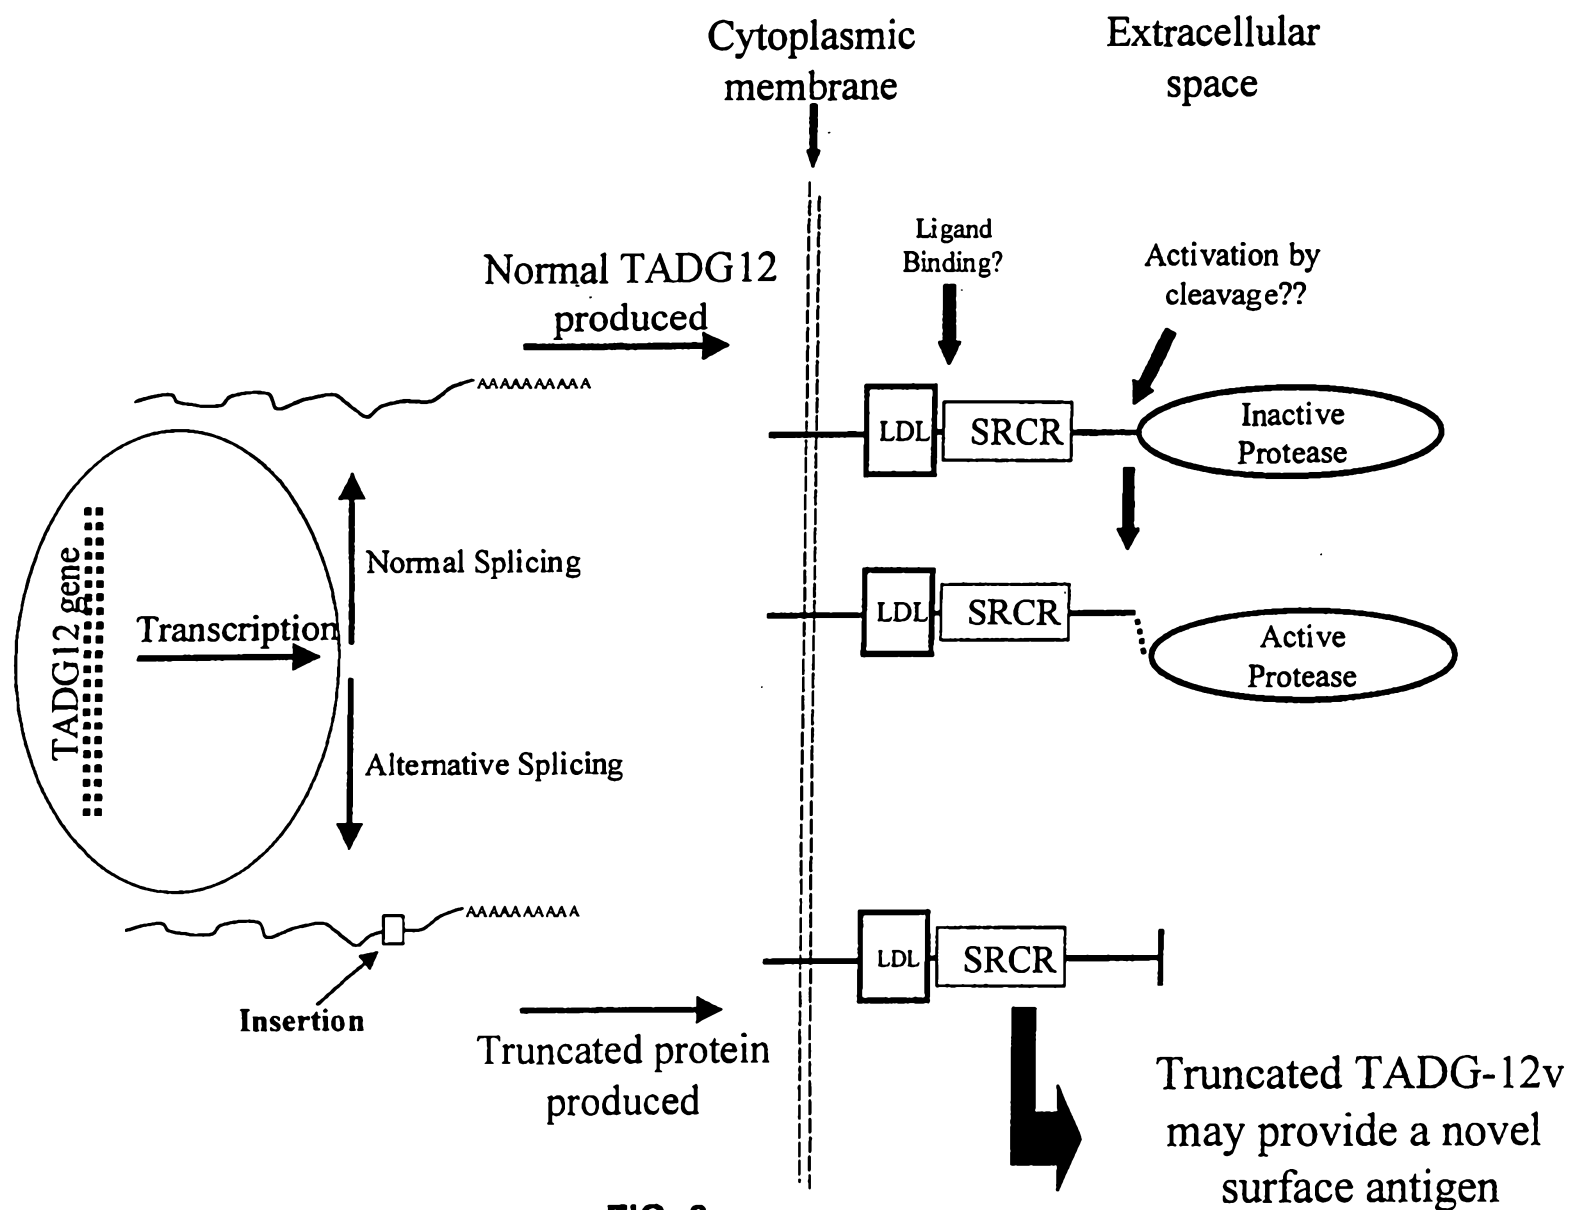 Cytoplasmic
membrane
Extracellular
space
Ligand
Binding?
Activation by
cleavage??
Normal TADG12
produced
AAAAAAAAAA
LDL
SRCR
Inactive
Protease
TADG12 gene
Transcription
Normal Splicing
LDL
SRCR
Active
Protease
Alternative Splicing
AAAAAAAAAA
Insertion
LDL
SRCR
Truncated protein
produced
Truncated TADG-12v
may provide a novel
surface antigen